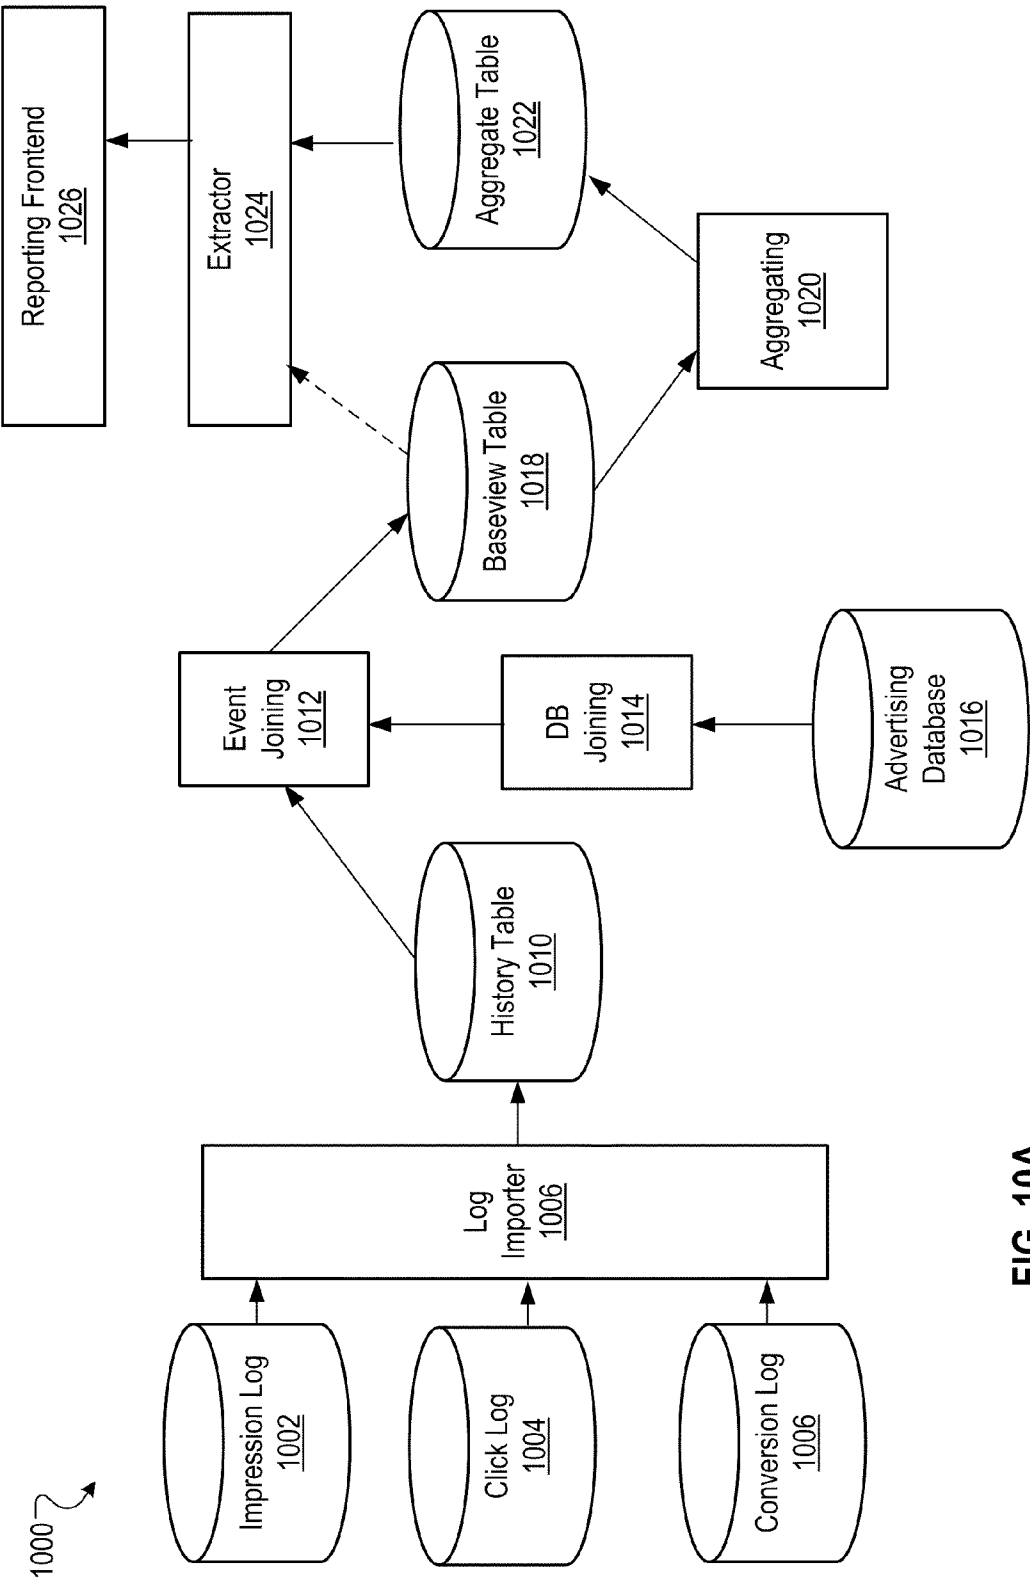 1000
Impression Log
1002
Click Log
1004
Conversion Log
1006
Log
Importer
1006
History Table
1010
Event
Joining
1012
DB
Joining
1014
Advertising
Database
1016
Baseview Table
1018
Aggregating
1020
Aggregate Table
1022
Extractor
1024
Reporting Frontend
1026
FIG. 10A